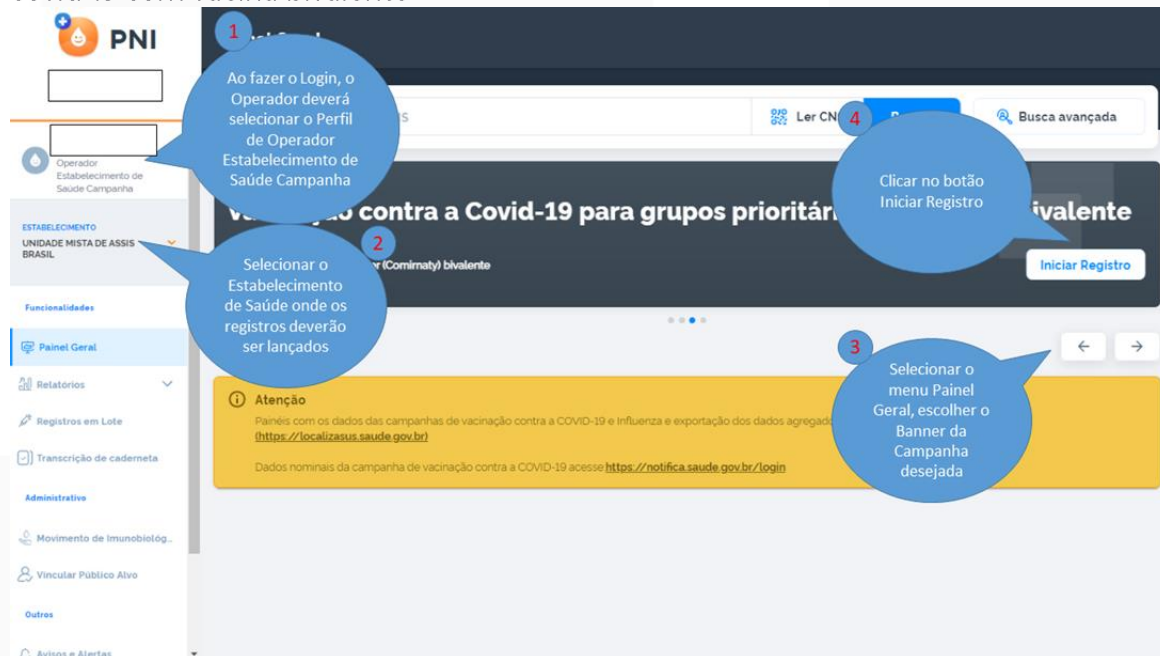 PNI
1
Ao fazer o Login, o
Operador deverá
selecionar o Perfil
de Operador
Estabelecimento de
Saúde Campanha
Ler CN
4
Busca avançada
Operador
Estabelecimento de
Saúde Campanha
Clicar no botão
Iniciar Registro
contra a Covid-19 para grupos
ESTABELECIMENTO
UNIDADE MISTA DE ASSIS
BRASIL
2
(Comirnaty) bivalente
Iniciar Registro
Selecionar o
Estabelecimento
de Saúde onde os
registros deverão
ser lançados
Funcionalidades
Painel Geral
3
Selecionar o
menu Painel
Geral, escolher o
Banner da
Campanha
desejada
Relatórios
Registros em Lote
Transcrição de caderneta
Atenção
Painéis com os dados das campanhas de vacinação contra a COVID-19 e Influenza e exportação dos dados
(https://localizasus.saude.gov.br)
Dados nominais da campanha de vacinação contra a COVID-19 acesse https://notifica.saude.gov.br/login
Administrativo
Movimento de Imunobiológ...
Vincular Público Alvo
Outros
Avisos e Alertas